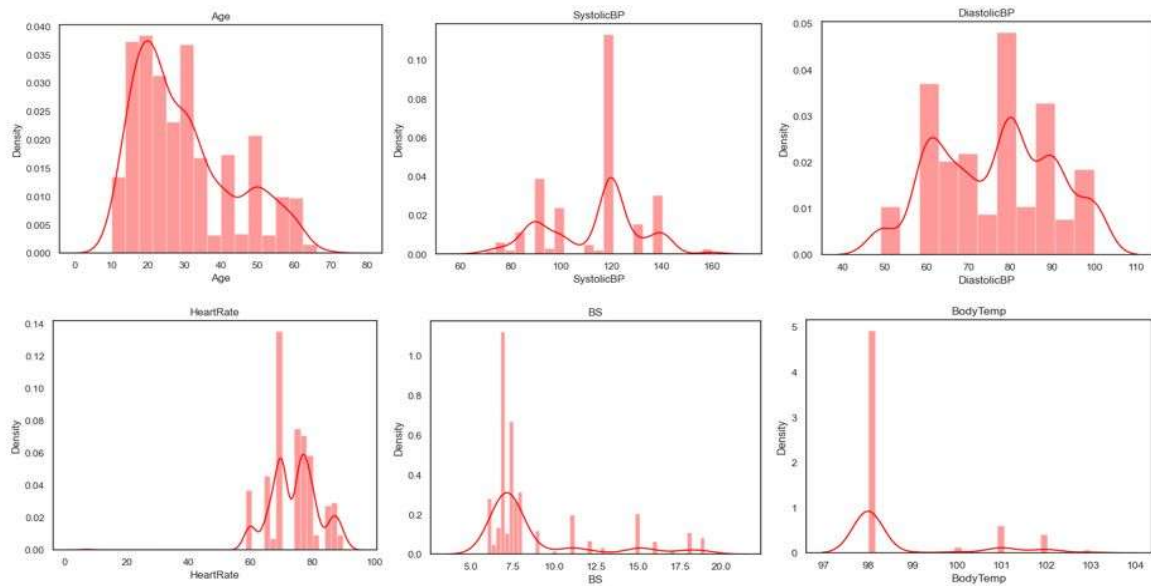 Age
SystolicBP
DiastolicBP
0.040
0.035
0.030
0.025
0.020
0.015
0.010
0.005
0.000
Density
0 10 20 30 40 50 60 70 80
Age
0.10
0.08
0.06
0.04
0.02
0.00
Density
60 80 100 120 140 160
SystolicBP
0.05
0.04
0.03
0.02
0.01
0.00
Density
40 50 60 70 80 90 100 110
DiastolicBP
HeartRate
BS
BodyTemp
0.14
0.12
0.10
0.08
0.06
0.04
0.02
0.00
Density
0 20 40 60 80 100
HeartRate
1.0
0.8
0.6
0.4
0.2
0.0
Density
5.0 7.5 10.0 12.5 15.0 17.5 20.0
BS
5
4
3
2
1
0
Density
97 98 99 100 101 102 103 104
BodyTemp